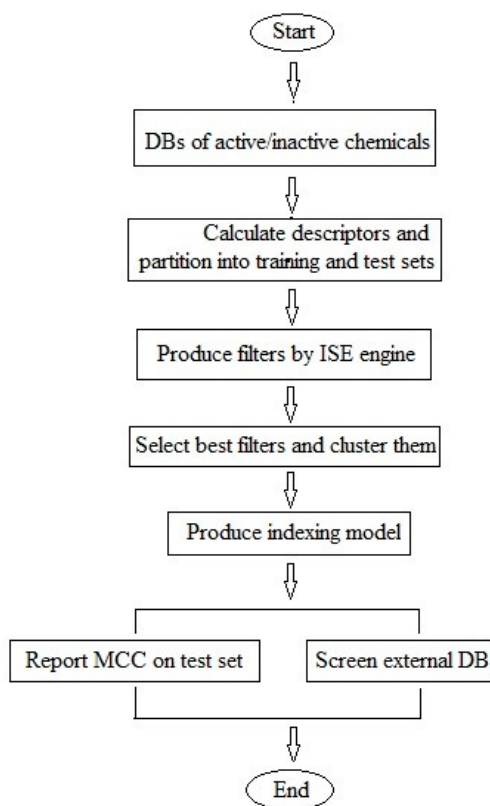 Start
DBs of active/inactive chemicals
Calculate descriptors and
partition into training and test sets
Produce filters by ISE engine
Select best filters and cluster them
Produce indexing model
Report MCC on test set
Screen external DB
End